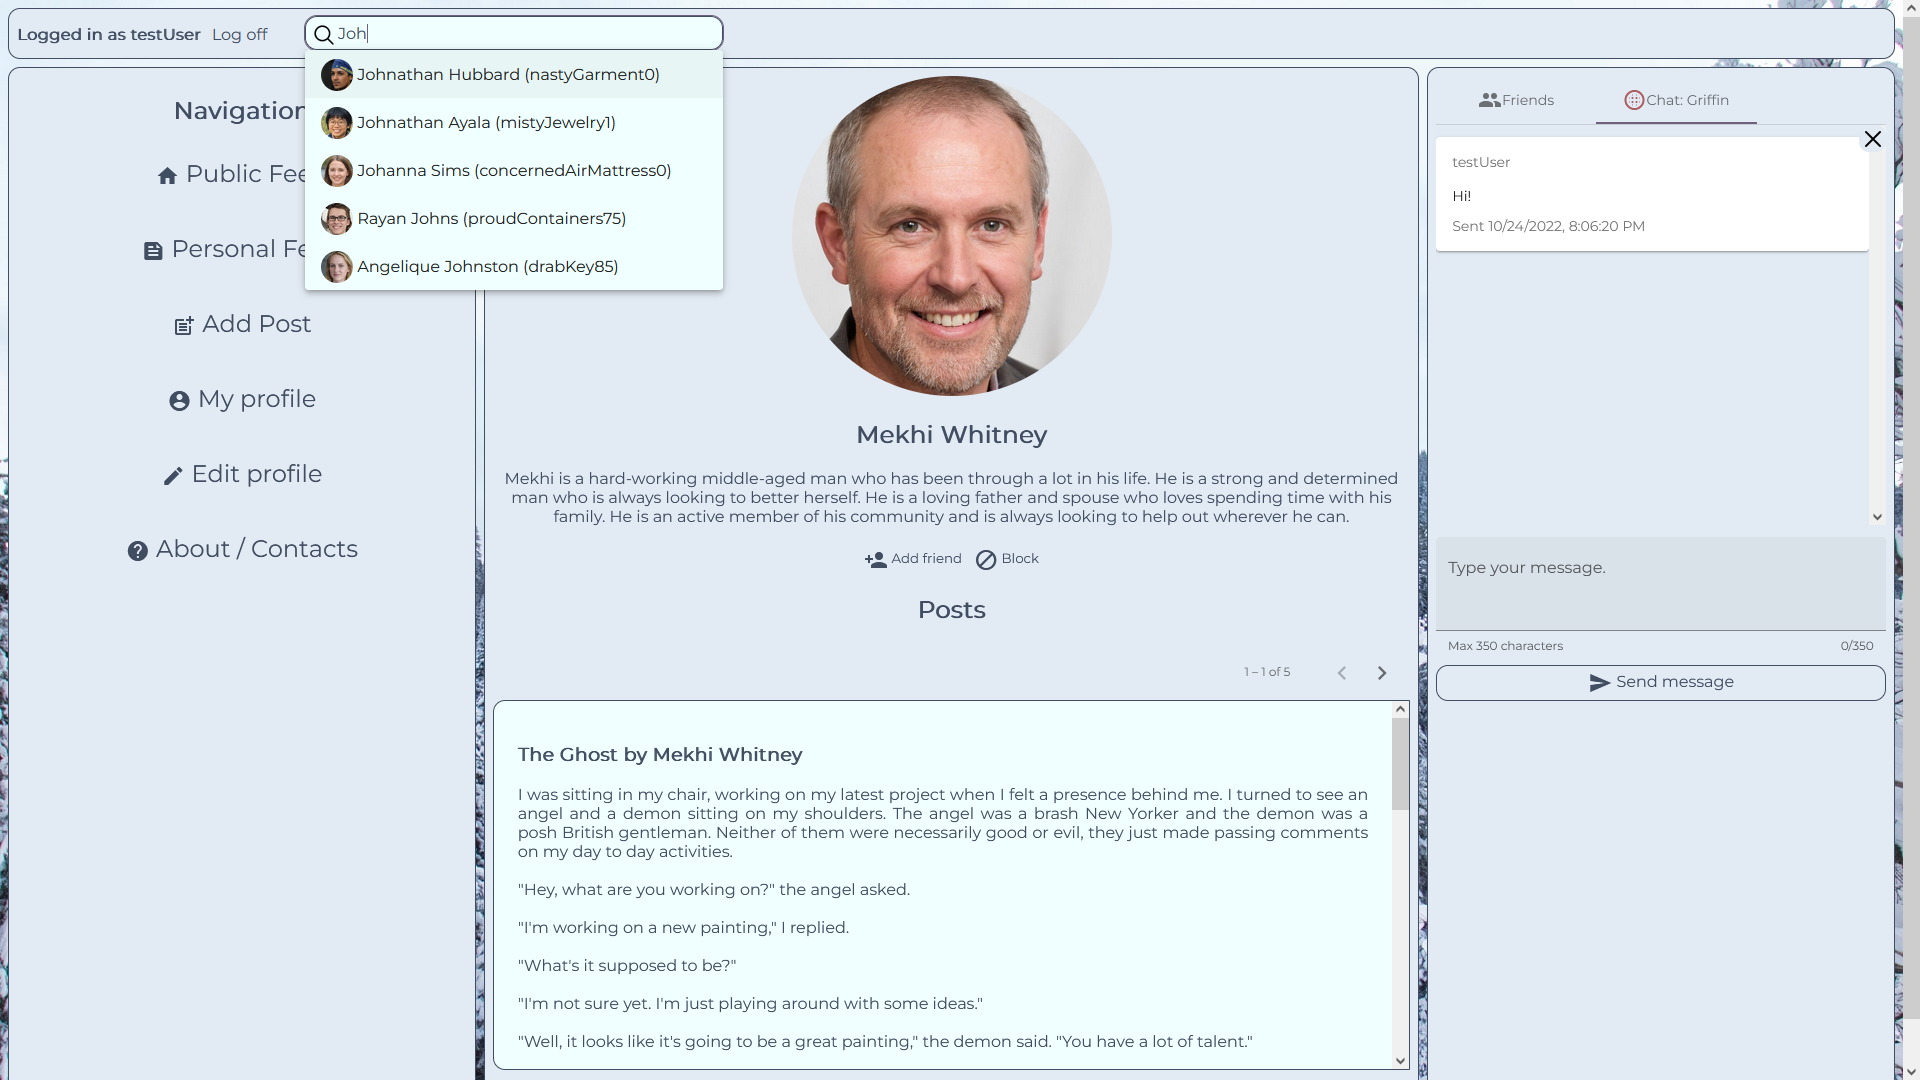 Logged in as testUser Log off
Joh
Johnathan Hubbard (nastyGarment0)
Johnathan Ayala (mistyJewelry1)
Johanna Sims (concernedAirMattress0)
Rayan Johns (proudContainers75)
Angelique Johnston (drabKey85)
Navigation
Public Fee
Personal Fe
Add Post
My profile
Edit profile
About / Contacts
Mekhi Whitney
Mekhi is a hard-working middle-aged man who has been through a lot in his life. He is a strong and determined
man who is always looking to better herself. He is a loving father and spouse who loves spending time with his
family. He is an active member of his community and is always looking to help out wherever he can.
Add friend Block
Posts
1 – 1 of 5
The Ghost by Mekhi Whitney
I was sitting in my chair, working on my latest project when I felt a presence behind me. I turned to see an
angel and a demon sitting on my shoulders. The angel was a brash New Yorker and the demon was a
posh British gentleman. Neither of them were necessarily good or evil, they just made passing comments
on my day to day activities.
"Hey, what are you working on?" the angel asked.
"I'm working on a new painting," I replied.
"What's it supposed to be?"
"I'm not sure yet. I'm just playing around with some ideas."
"Well, it looks like it's going to be a great painting," the demon said. "You have a lot of talent."
Friends Chat: Griffin
testUser
Hi!
Sent 10/24/2022, 8:06:20 PM
Type your message.
Max 350 characters 0/350
Send message